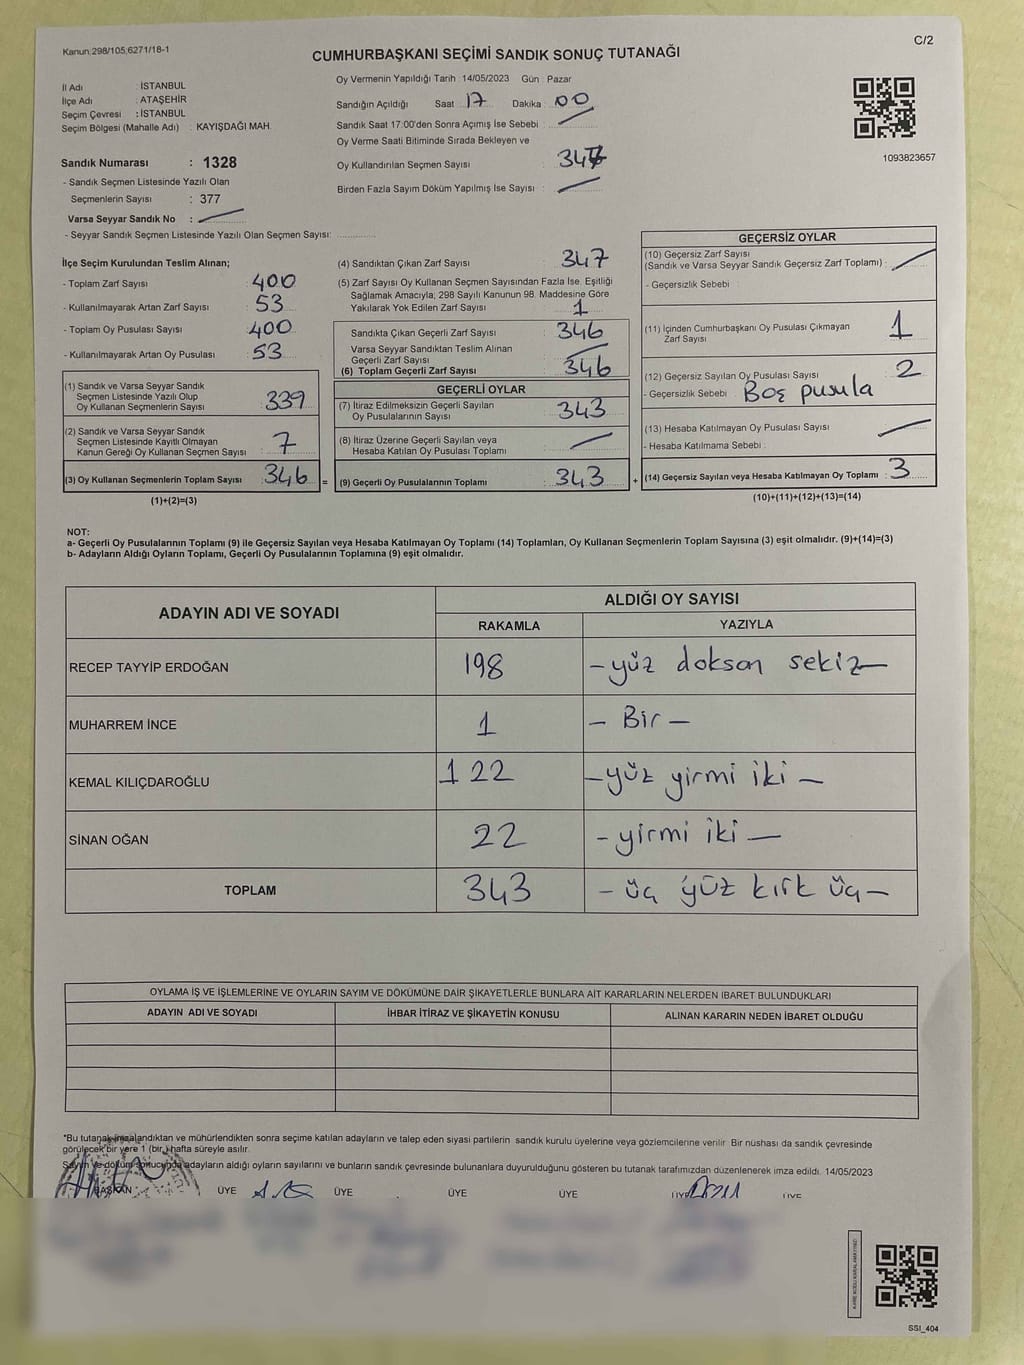 Kanun:298/105;6271/18-1
C/2
CUMHURBAŞKANI SEÇİMİ SANDIK SONUÇ TUTANAĞI
İl Adı : İSTANBUL
İlçe Adı : ATAŞEHİR
Seçim Çevresi : İSTANBUL
Seçim Bölgesi (Mahalle Adı) : KAYIŞDAĞI MAH.
Sandık Numarası : 1328
- Sandık Seçmen Listesinde Yazılı Olan
Seçmenlerin Sayısı : 377
Varsa Seyyar Sandık No :
- Seyyar Sandık Seçmen Listesinde Yazılı Olan Seçmen Sayısı:
Oy Vermenin Yapıldığı Tarih : 14/05/2023 Gün : Pazar
Sandığın Açıldığı Saat 17 Dakika 00
Sandık Saat 17:00'den Sonra Açımış İse Sebebi :
Oy Verme Saati Bitiminde Sırada Bekleyen ve
Oy Kullandırılan Seçmen Sayısı :
Birden Fazla Sayım Döküm Yapılmış İse Sayısı :
1093823657
İlçe Seçim Kurulundan Teslim Alınan;
- Toplam Zarf Sayısı : 400
- Kullanılmayarak Artan Zarf Sayısı : 53
- Toplam Oy Pusulası Sayısı : 400
- Kullanılmayarak Artan Oy Pusulası : 53
(1) Sandık ve Varsa Seyyar Sandık
Seçmen Listesinde Yazılı Olup
Oy Kullanan Seçmenlerin Sayısı : 339
(2) Sandık ve Varsa Seyyar Sandık
Seçmen Listesinde Kayıtlı Olmayan
Kanun Gereği Oy Kullanan Seçmen Sayısı : 7
(3) Oy Kullanan Seçmenlerin Toplam Sayısı : 346 =
(1)+(2)=(3)
(4) Sandıktan Çıkan Zarf Sayısı : 347
(5) Zarf Sayısı Oy Kullanan Seçmen Sayısından Fazla İse. Eşitliği
Sağlamak Amacıyla; 298 Sayılı Kanunun 98. Maddesine Göre
Yakılarak Yok Edilen Zarf Sayısı : 1
Sandıkta Çıkan Geçerli Zarf Sayısı : 346
Varsa Seyyar Sandıktan Teslim Alınan
Geçerli Zarf Sayısı :
(6) Toplam Geçerli Zarf Sayısı : 346
GEÇERLİ OYLAR
(7) İtiraz Edilmeksizin Geçerli Sayılan
Oy Pusulalarının Sayısı : 343
(8) İtiraz Üzerine Geçerli Sayılan veya
Hesaba Katılan Oy Pusulası Toplamı :
(9) Geçerli Oy Pusulalarının Toplamı : 343 +
GEÇERSİZ OYLAR
(10) Geçersiz Zarf Sayısı
(Sandık ve Varsa Seyyar Sandık Geçersiz Zarf Toplamı) :
- Geçersizlik Sebebi :
(11) İçinden Cumhurbaşkanı Oy Pusulası Çıkmayan
Zarf Sayısı : 1
(12) Geçersiz Sayılan Oy Pusulası Sayısı : 2
- Geçersizlik Sebebi : Boş pusula
(13) Hesaba Katılmayan Oy Pusulası Sayısı :
- Hesaba Katılmama Sebebi :
(14) Geçersiz Sayılan veya Hesaba Katılmayan Oy Toplamı : 3
(10)+(11)+(12)+(13)=(14)
NOT:
a- Geçerli Oy Pusulalarının Toplamı (9) ile Geçersiz Sayılan veya Hesaba Katılmayan Oy Toplamı (14) Toplamları, Oy Kullanan Seçmenlerin Toplam Sayısına (3) eşit olmalıdır. (9)+(14)=(3)
b- Adayların Aldığı Oyların Toplamı, Geçerli Oy Pusulalarının Toplamına (9) eşit olmalıdır.
ADAYIN ADI VE SOYADI ALDIĞI OY SAYISI
RAKAMLA YAZIYLA
RECEP TAYYİP ERDOĞAN 198 - yüz doksan sekiz -
MUHARREM İNCE 1 - Bir -
KEMAL KILIÇDAROĞLU 122 - yüz yirmi iki -
SİNAN OĞAN 22 - yirmi iki -
TOPLAM 343 - üç yüz kırk üç -
OYLAMA İŞ VE İŞLEMLERİNE VE OYLARIN SAYIM VE DÖKÜMÜNE DAİR ŞİKAYETLERLE BUNLARA AİT KARARLARIN NELERDEN İBARET BULUNDUKLARI
ADAYIN ADI VE SOYADI İHBAR İTİRAZ VE ŞİKAYETİN KONUSU ALINAN KARARIN NEDEN İBARET OLDUĞU
*Bu tutanak imzalandıktan ve mühürlendikten sonra seçime katılan adayların ve talep eden siyasi partilerin sandık kurulu üyelerine veya gözlemcilerine verilir. Bir nüshası da sandık çevresinde
görülecek bir yere 1 (bir) hafta süreyle asılır.
Sayım ve döküm sonucunda adayların aldığı oyların sayılarını ve bunların sandık çevresinde bulunanlara duyurulduğunu gösteren bu tutanak tarafımızdan düzenlenerek imza edildi. 14/05/2023
BAŞKAN ÜYE ÜYE ÜYE ÜYE ÜYE ÜYE
SSI_404